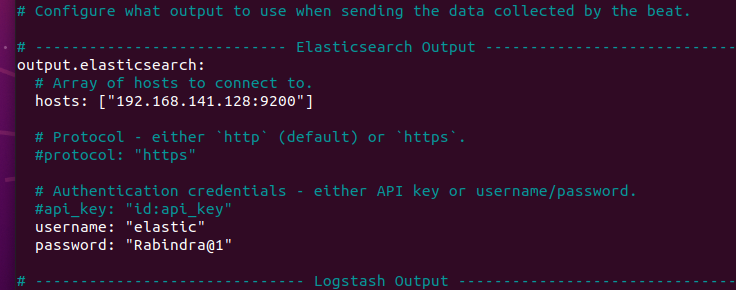 # Configure what output to use when sending the data collected by the beat.
# ---------------------------- Elasticsearch Output ----------------------------
output.elasticsearch:
  # Array of hosts to connect to.
  hosts: ["192.168.141.128:9200"]
  # Protocol - either `http` (default) or `https`.
  #protocol: "https"
  # Authentication credentials - either API key or username/password.
  #api_key: "id:api_key"
  username: "elastic"
  password: "Rabindra@1"
# ------------------------------ Logstash Output -------------------------------